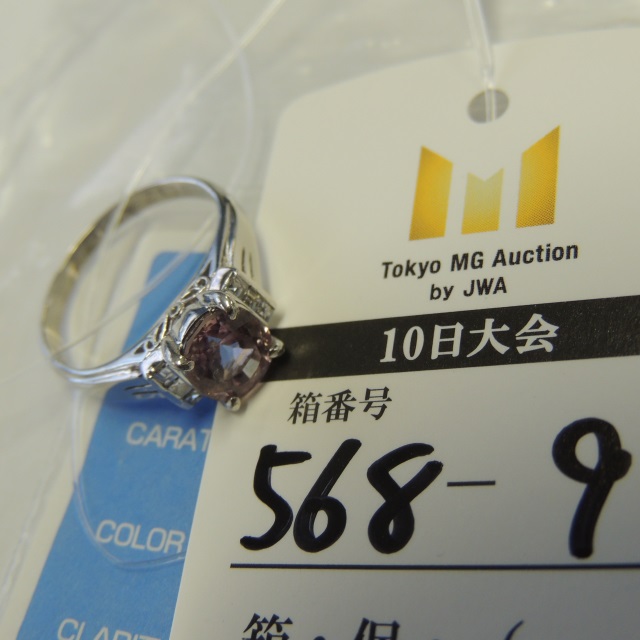 Tokyo MG Auction
by JWA
10日大会
箱番号
568-9
CARAT
COLOR